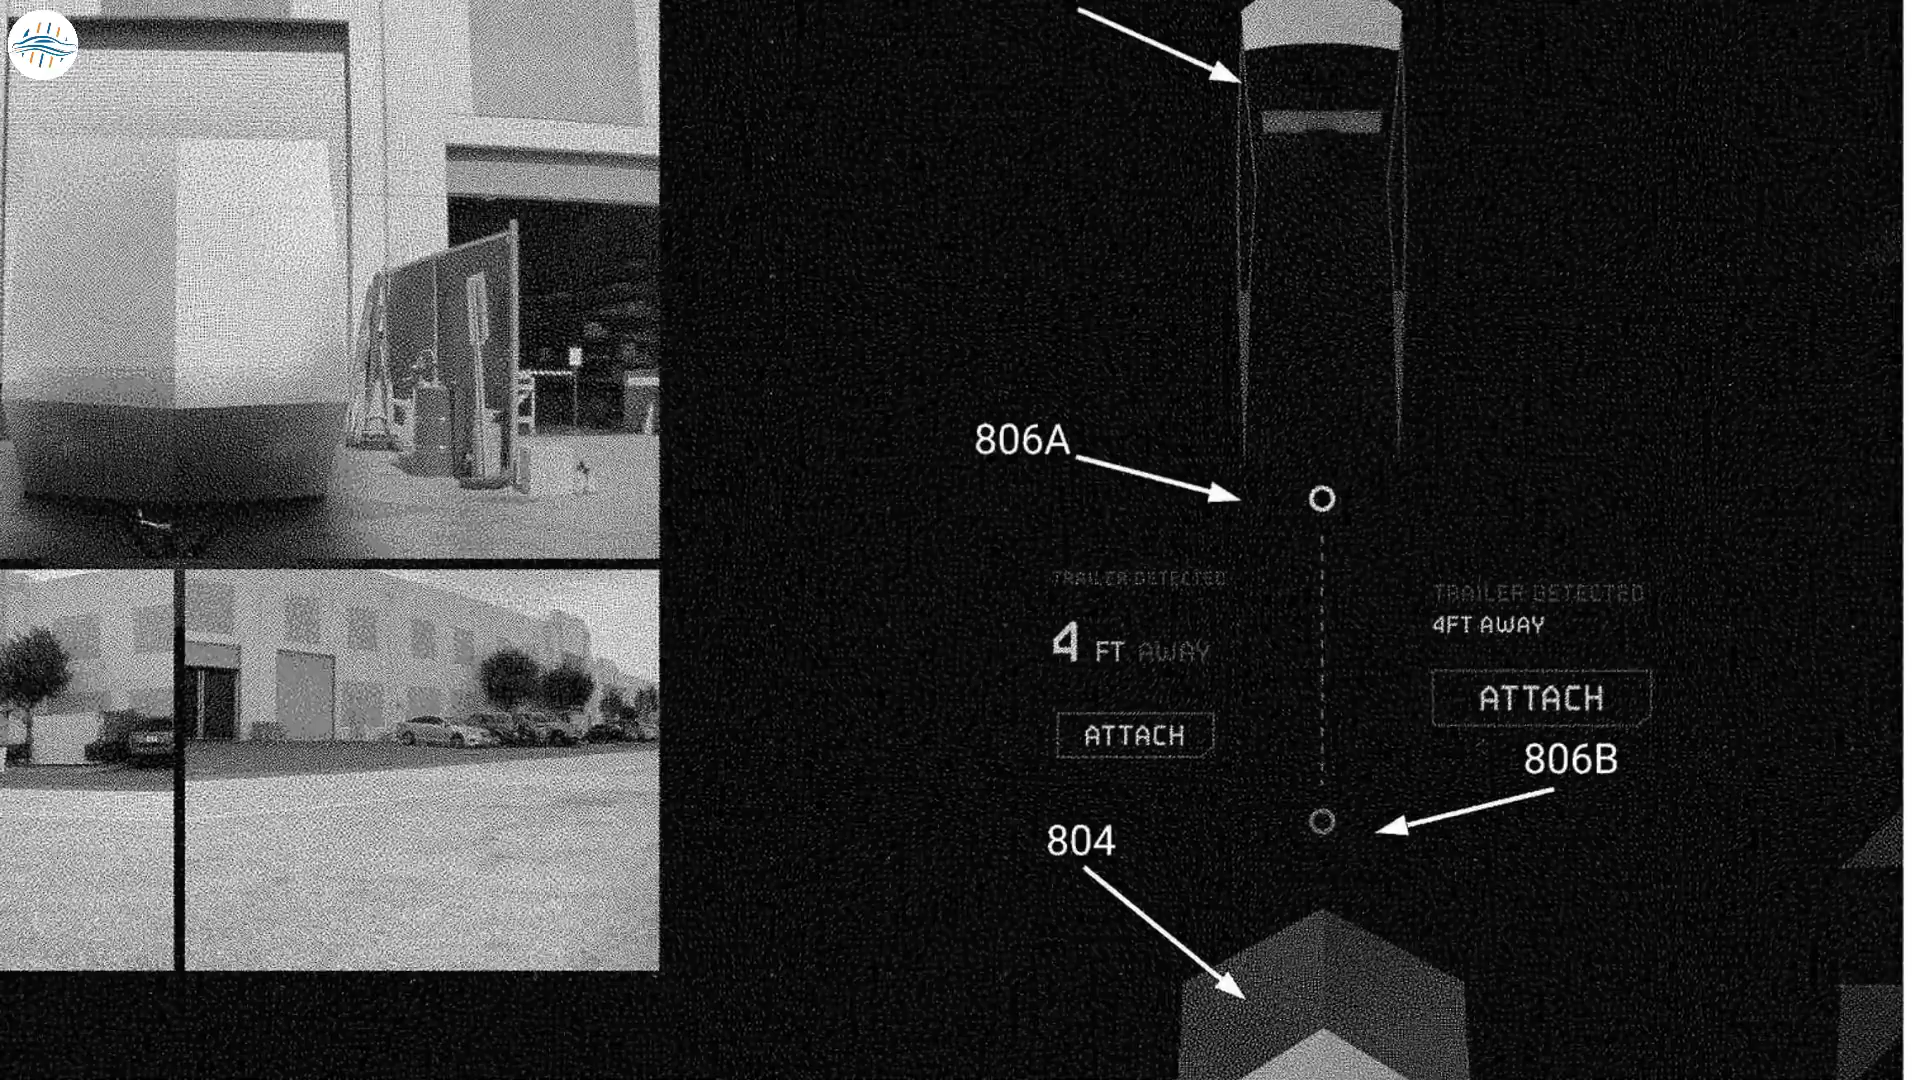 806A
TRAILER DETECTED
4 FT AWAY
ATTACH
TRAILER DETECTED
4FT AWAY
ATTACH
806B
804